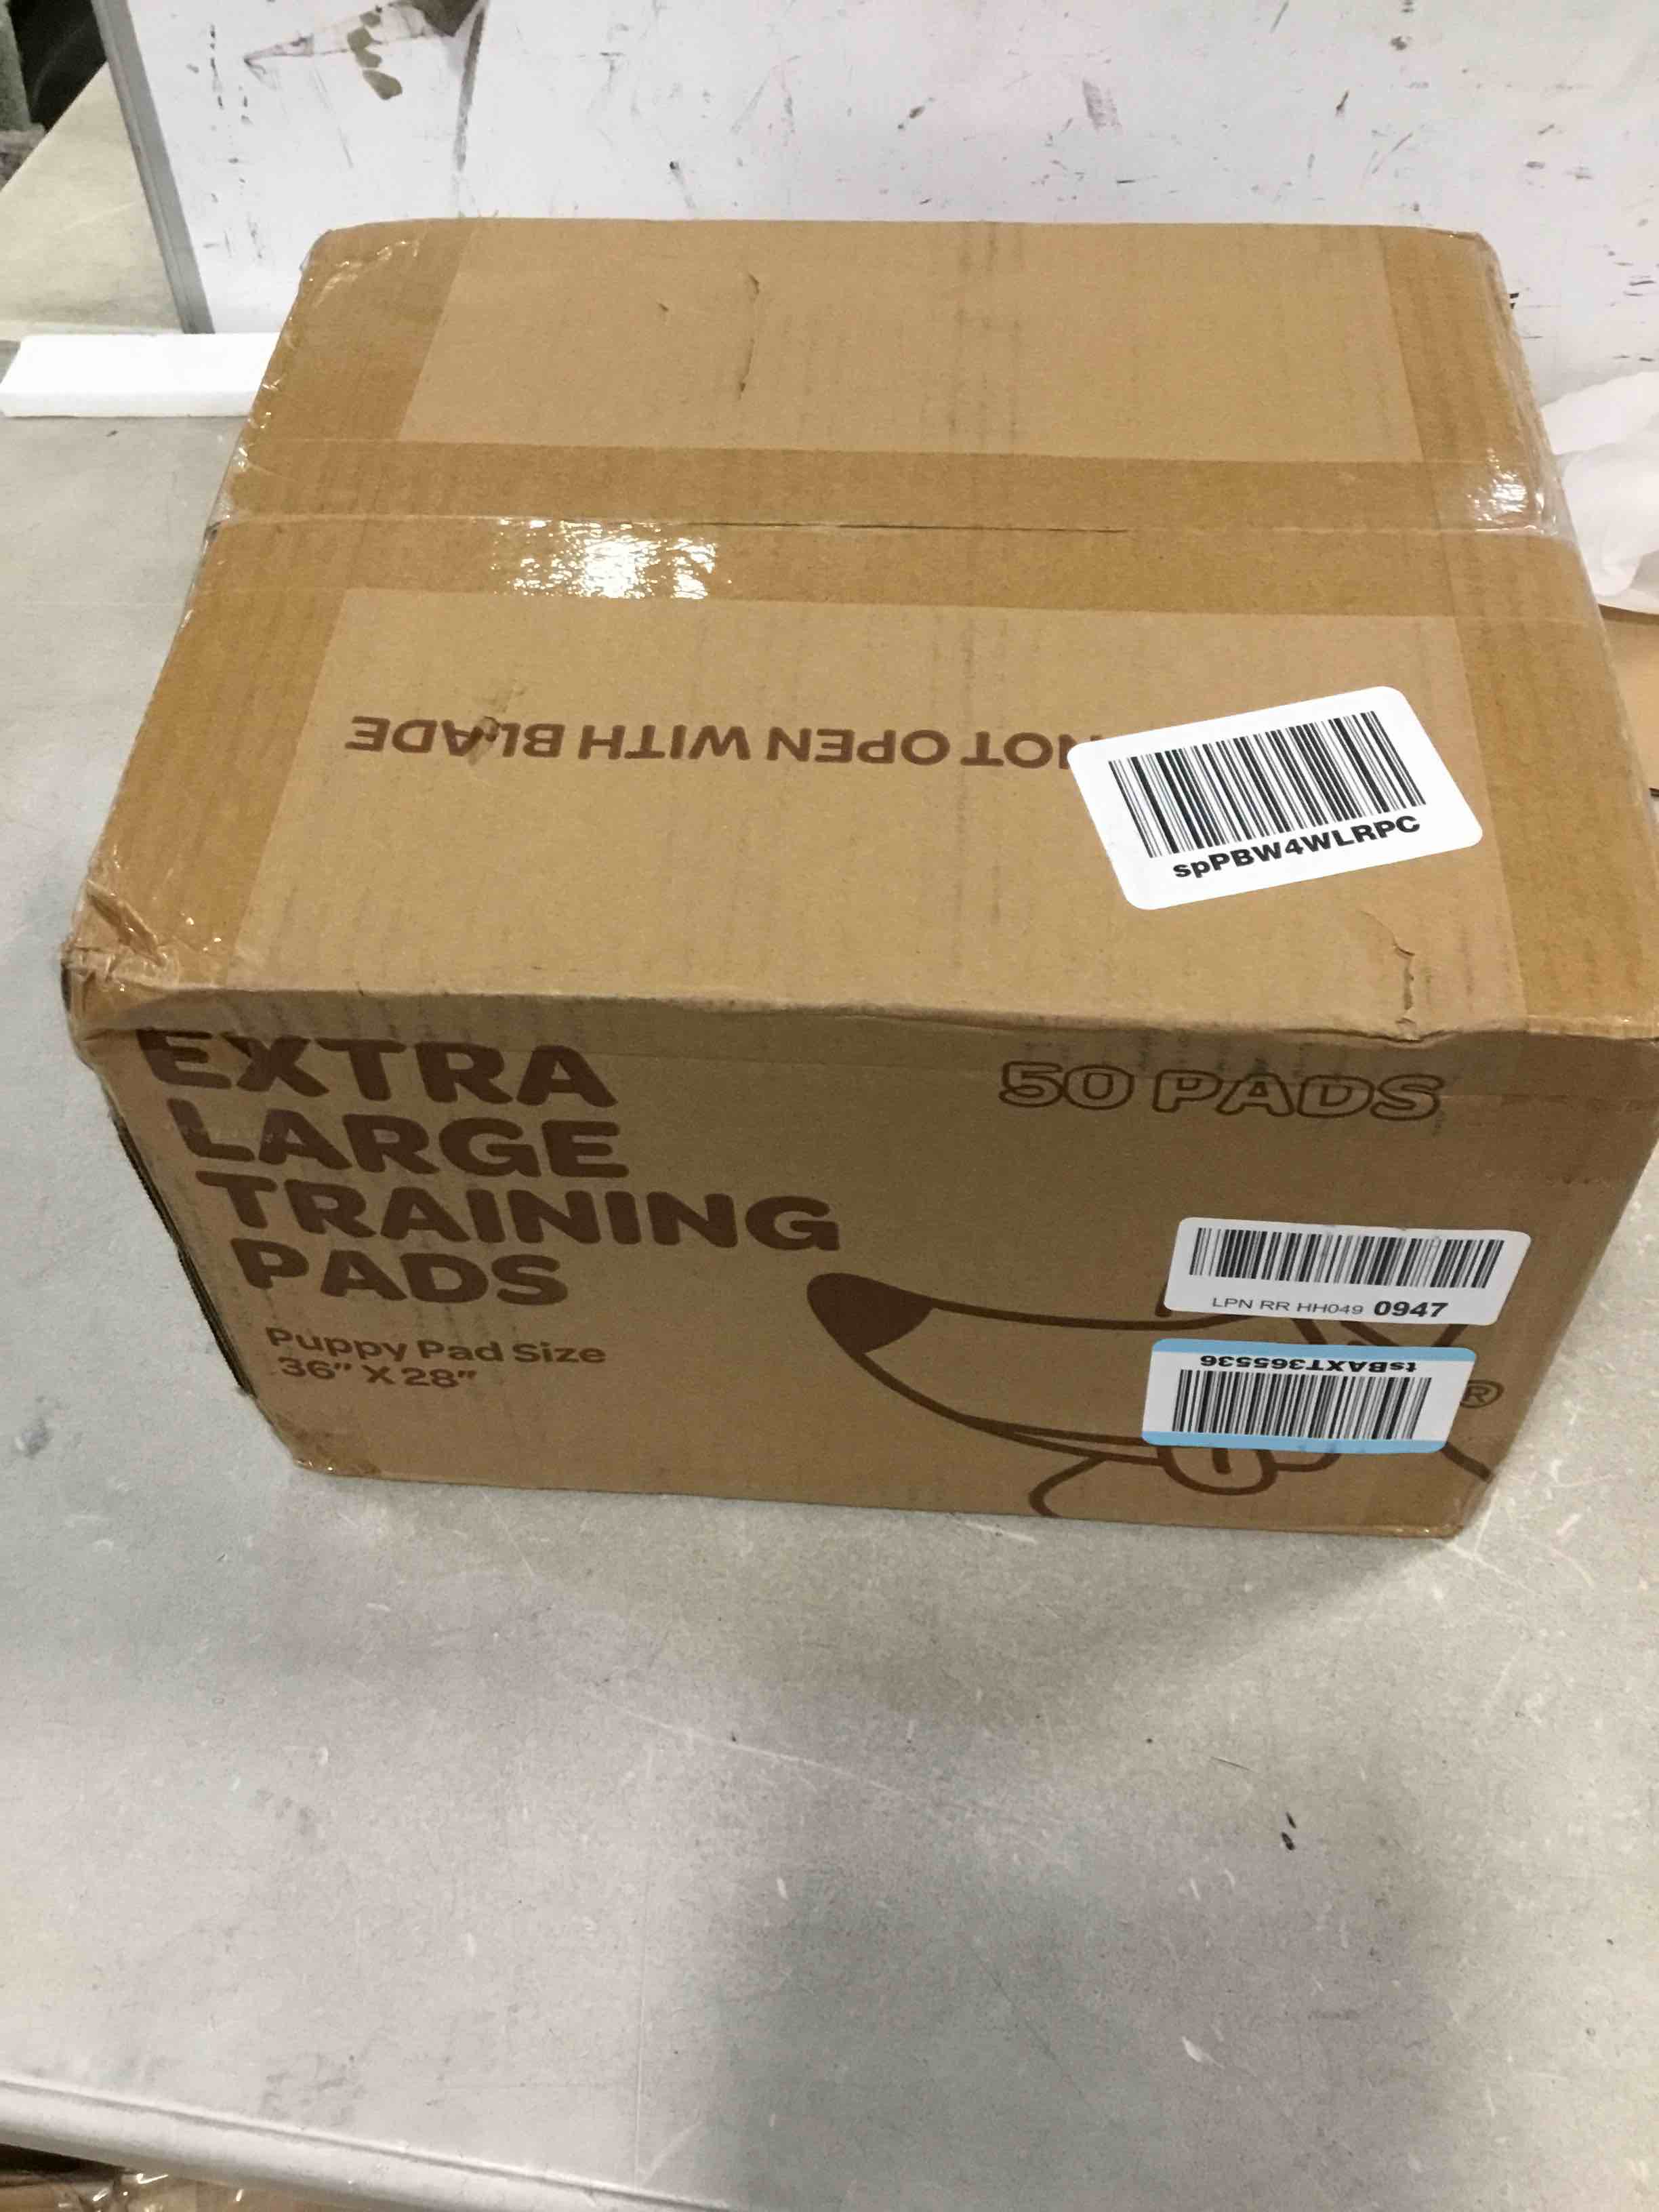 NOT OPEN WITH BLADE
spPBW4WLRPC
EXTRA
LARGE
TRAINING
PADS
50 PADS
Puppy Pad Size
36" X 28"
LPN RR HH049 0947
tsBAXT365536
R